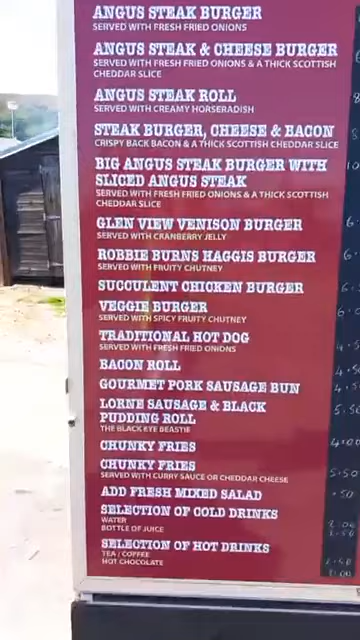 ANGUS STEAK BURGER
SERVED WITH FRESH FRIED ONIONS
ANGUS STEAK & CHEESE BURGER
SERVED WITH FRESH FRIED ONIONS & A THICK SCOTTISH
CHEDDAR SLICE
ANGUS STEAK ROLL
SERVED WITH CREAMY HORSERADISH
STEAK BURGER, CHEESE & BACON
CRISPY BACK BACON & A THICK SCOTTISH CHEDDAR SLICE
BIG ANGUS STEAK BURGER WITH
SLICED ANGUS STEAK
SERVED WITH FRESH FRIED ONIONS & A THICK SCOTTISH
CHEDDAR SLICE
GLEN VIEW VENISON BURGER
SERVED WITH CRANBERRY JELLY
ROBBIE BURNS HAGGIS BURGER
SERVED WITH FRUITY CHUTNEY
SUCCULENT CHICKEN BURGER
VEGGIE BURGER
SERVED WITH SPICY FRUITY CHUTNEY
TRADITIONAL HOT DOG
SERVED WITH FRESH FRIED ONIONS
BACON ROLL
GOURMET PORK SAUSAGE BUN
LORNE SAUSAGE & BLACK
PUDDING ROLL
THE BLACK EYE BEASTIE
CHUNKY FRIES
CHUNKY FRIES
SERVED WITH CURRY SAUCE OR CHEDDAR CHEESE
ADD FRESH MIXED SALAD
SELECTION OF COLD DRINKS
WATER
BOTTLE OF JUICE
SELECTION OF HOT DRINKS
TEA / COFFEE
HOT CHOCOLATE